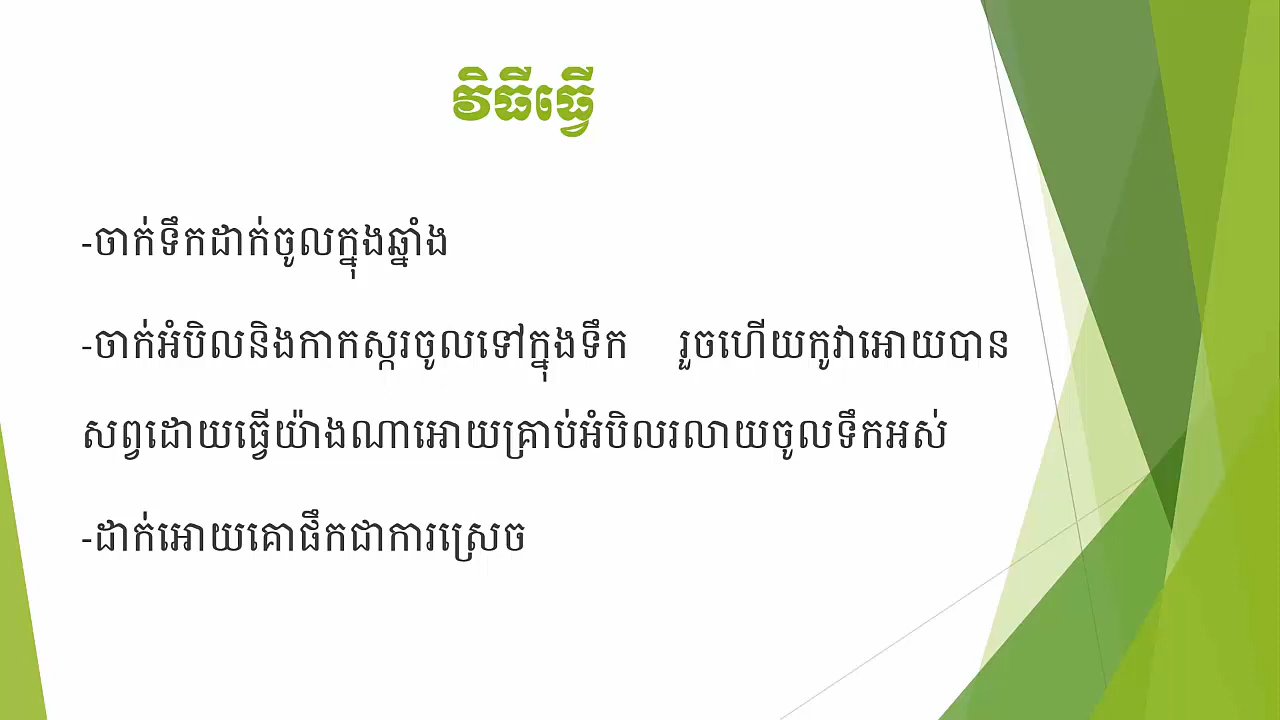 វិធីធ្វើ
-ចាក់ទឹកដាក់ចូលក្នុងឆ្នាំង
-ចាក់អំបិលនិងកាកស្ករចូលទៅក្នុងទឹក រួចហើយកូវាអោយបាន
សព្វដោយធ្វើយ៉ាងណាអោយគ្រាប់អំបិលរលាយចូលទឹកអស់
-ដាក់អោយគោផឹកជាការស្រេច